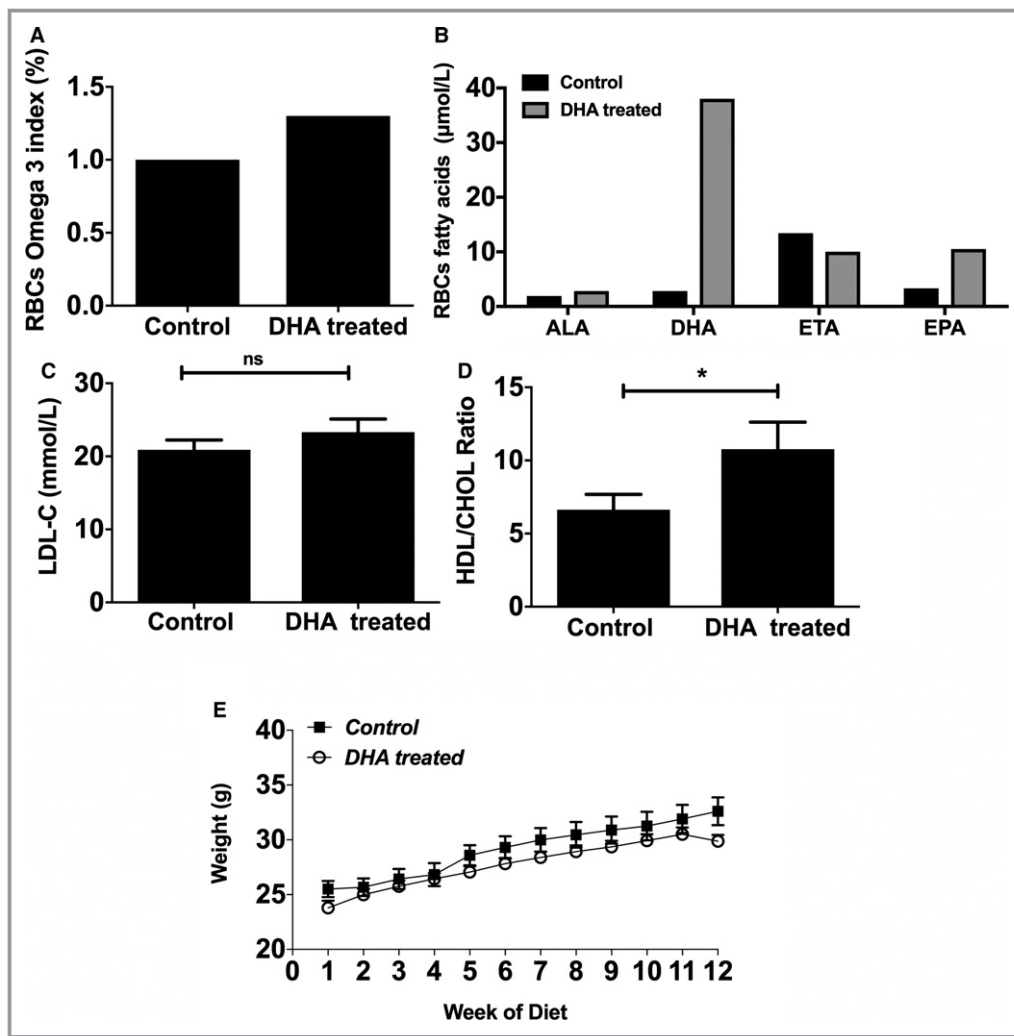 A
RBCs Omega 3 index (%)
1.5
1.0
0.5
0.0
Control DHA treated
B
RBCs fatty acids (µmol/L)
Control
DHA treated
40
30
20
10
0
ALA DHA ETA EPA
C
ns
LDL-C (mmol/L)
30
20
10
0
Control DHA treated
D
*
HDL/CHOL Ratio
15
10
5
0
Control DHA treated
E
Control
DHA treated
Weight (g)
40
35
30
25
20
0 1 2 3 4 5 6 7 8 9 10 11 12
Week of Diet